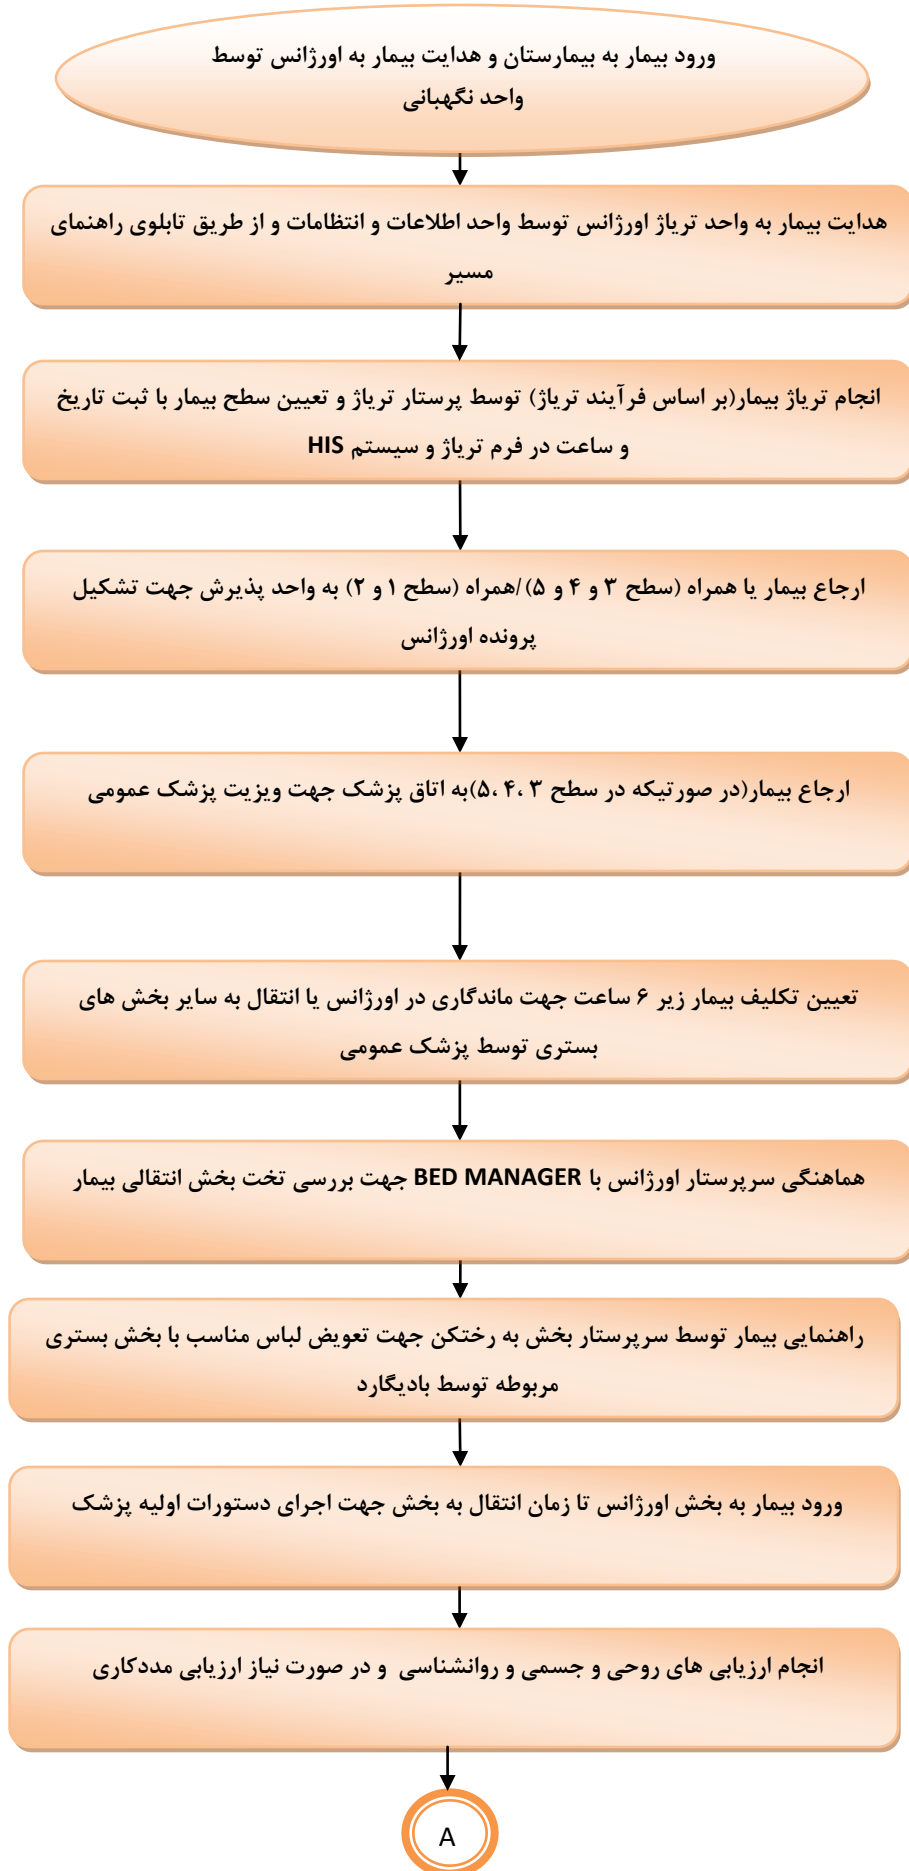 ورود بیمار به بیمارستان و هدایت بیمار به اورژانس توسط
واحد نگهبانی
هدایت بیمار به واحد تریاژ اورژانس توسط واحد اطلاعات و انتظامات و از طریق تابلوی راهنمای
مسیر
انجام تریاژ بیمار(بر اساس فرآیند تریاژ) توسط پرستار تریاژ و تعیین سطح بیمار با ثبت تاریخ
و ساعت در فرم تریاژ و سیستم HIS
ارجاع بیمار یا همراه (سطح ۳ و ۴ و ۵)/همراه (سطح ۱ و ۲) به واحد پذیرش جهت تشکیل
پرونده اورژانس
ارجاع بیمار(در صورتیکه در سطح ۳ ،۴ ،۵)به اتاق پزشک جهت ویزیت پزشک عمومی
تعیین تکلیف بیمار زیر ۶ ساعت جهت ماندگاری در اورژانس یا انتقال به سایر بخش های
بستری توسط پزشک عمومی
هماهنگی سرپرستار اورژانس با BED MANAGER جهت بررسی تخت بخش انتقالی بیمار
راهنمایی بیمار توسط سرپرستار بخش به رختکن جهت تعویض لباس مناسب با بخش بستری
مربوطه توسط بادیگارد
ورود بیمار به بخش اورژانس تا زمان انتقال به بخش جهت اجرای دستورات اولیه پزشک
انجام ارزیابی های روحی و جسمی و روانشناسی و در صورت نیاز ارزیابی مددکاری
A